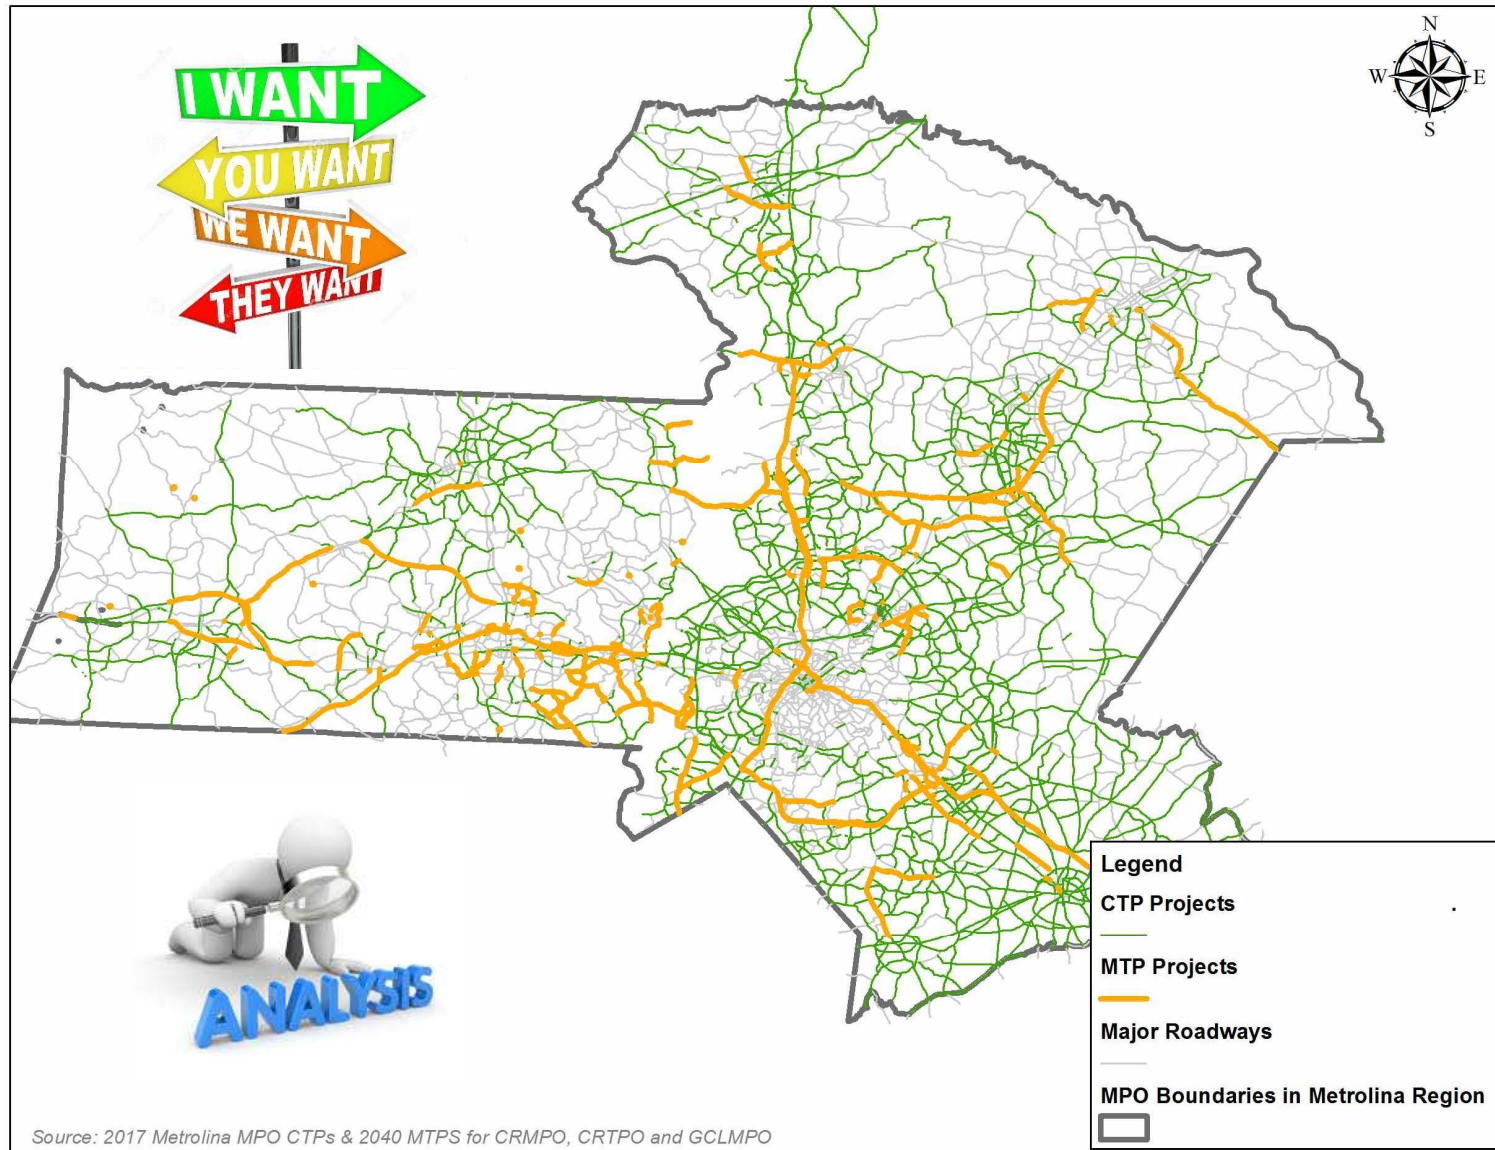 I WANT
YOU WANT
WE WANT
THEY WANT
N
W E
S
ANALYSIS
Legend
CTP Projects
MTP Projects
Major Roadways
MPO Boundaries in Metrolina Region
Source: 2017 Metrolina MPO CTPs & 2040 MTPS for CRMPO, CRTPO and GCLMPO